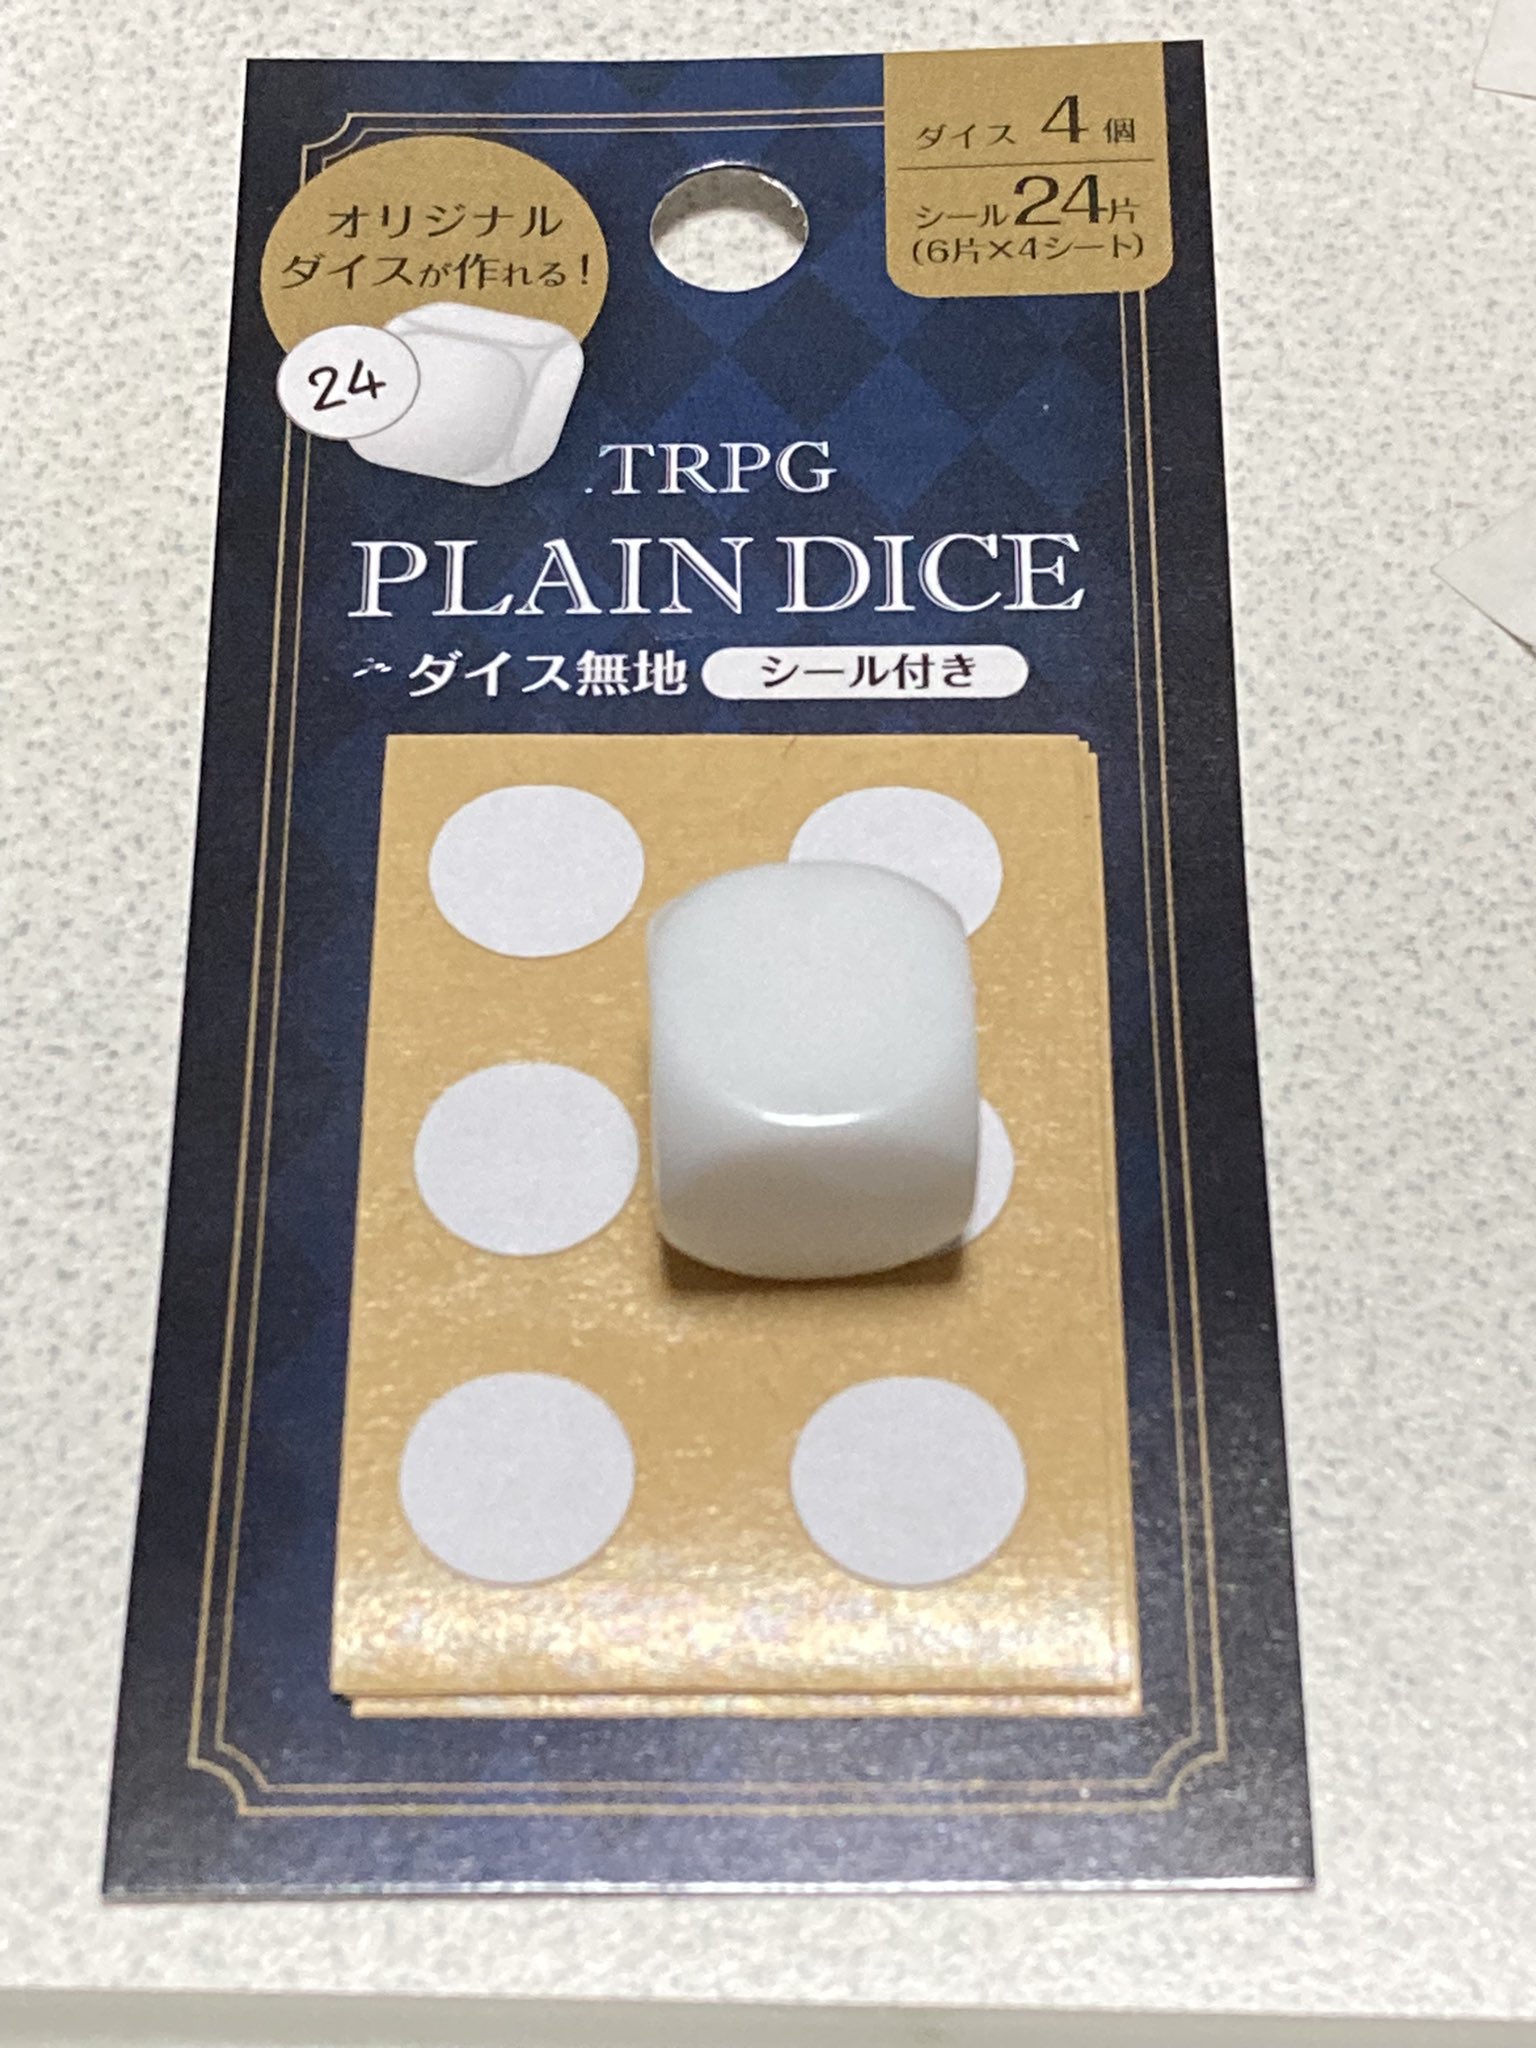 ダイス 4 個
シール24片
(6片×4シート)
オリジナル
ダイスが作れる!
24
TRPG
PLAIN DICE
ダイス無地 シール付き